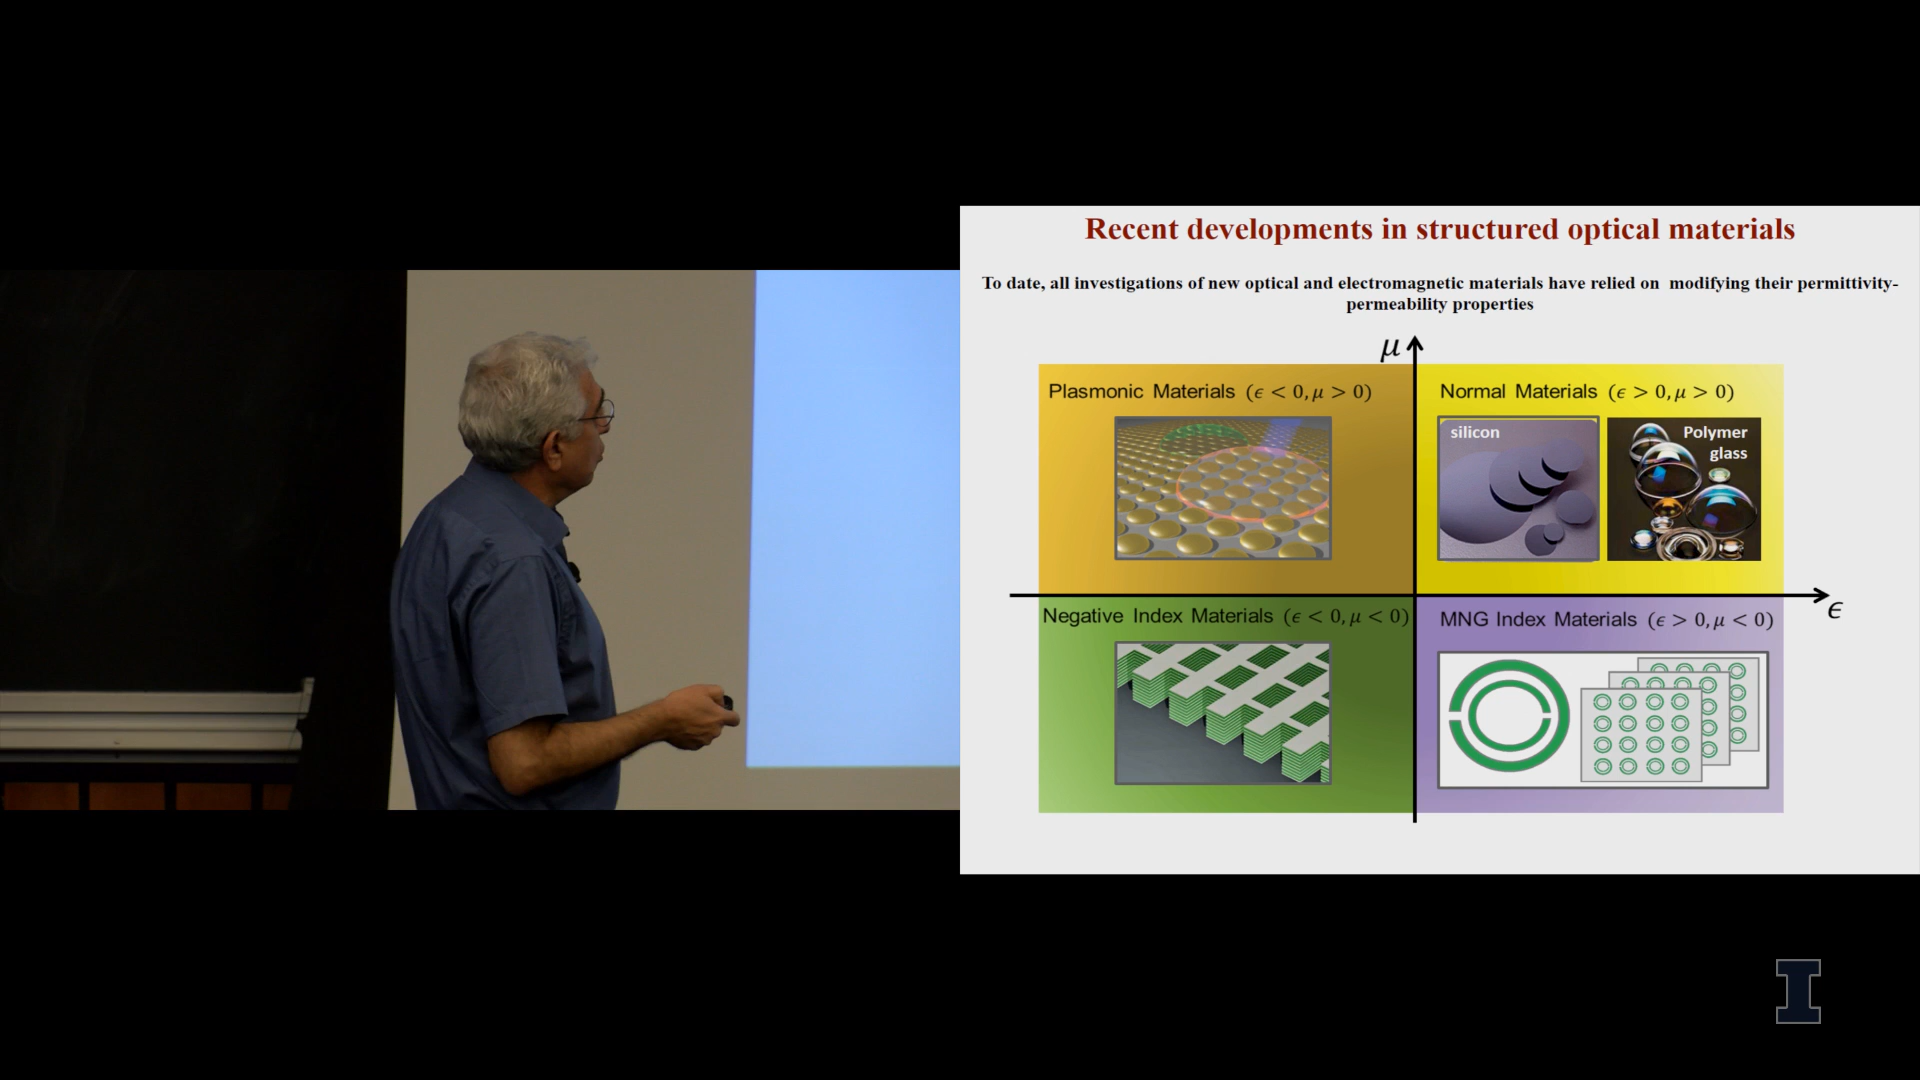 Recent developments in structured optical materials
To date, all investigations of new optical and electromagnetic materials have relied on modifying their permittivity-
permeability properties
μ
Plasmonic Materials (ϵ < 0, μ > 0)
Normal Materials (ϵ > 0, μ > 0)
silicon
Polymer
glass
ϵ
Negative Index Materials (ϵ < 0, μ < 0)
MNG Index Materials (ϵ > 0, μ < 0)
I